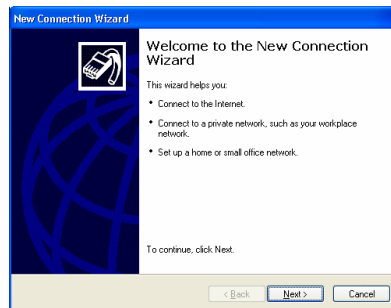 New Connection Wizard
Welcome to the New Connection
Wizard
This wizard helps you:
• Connect to the Internet.
• Connect to a private network, such as your workplace
network.
• Set up a home or small office network.
To continue, click Next.
< Back Next > Cancel